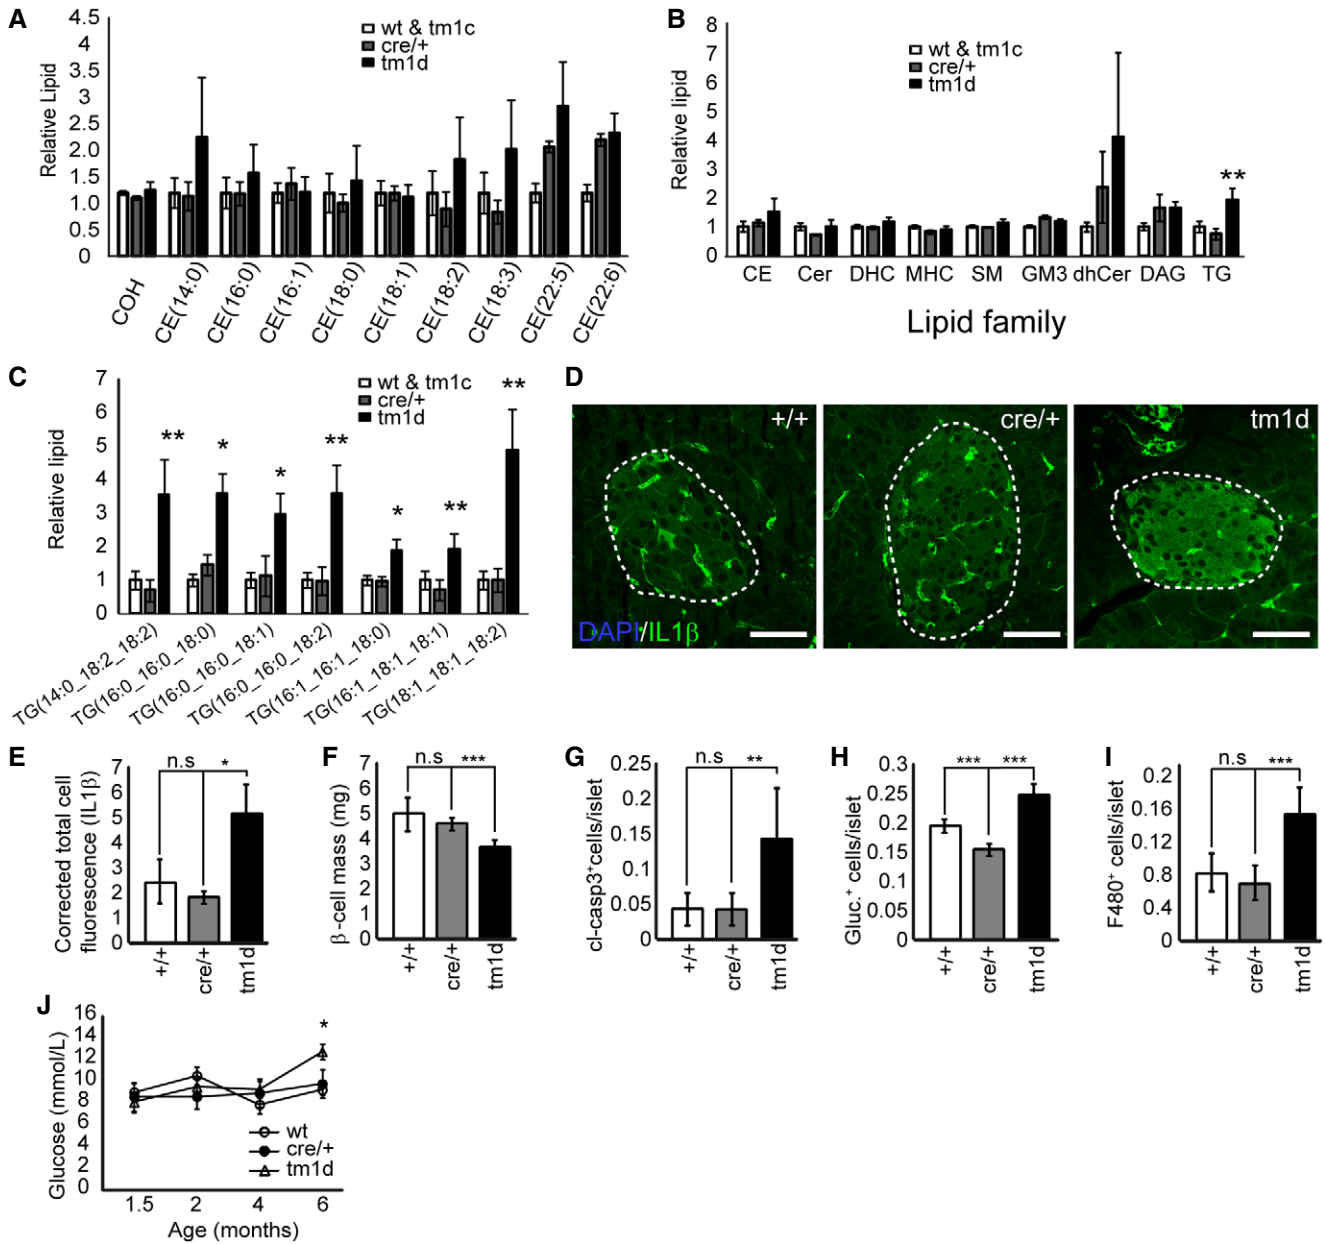 A
4.5
4
3.5
3
2.5
2.0
1.5
1.0
0.5
0
Relative Lipid
wt & tm1c
cre/+
tm1d
COH
CE(14:0)
CE(16:0)
CE(16:1)
CE(18:0)
CE(18:1)
CE(18:2)
CE(18:3)
CE(22:5)
CE(22:6)
B
8
7
6
5
4
3
2
1
0
Relative lipid
wt & tm1c
cre/+
tm1d
**
CE Cer DHC MHC SM GM3 dhCer DAG TG
Lipid family
C
7
6
5
4
3
2
1
0
Relative lipid
wt & tm1c
cre/+
tm1d
** * * ** * ** **
TG(14:0_18:2_18:2)
TG(16:0_16:0_18:0)
TG(16:0_16:0_18:1)
TG(16:0_16:0_18:2)
TG(16:1_16:1_18:0)
TG(16:1_18:1_18:1)
TG(18:1_18:1_18:2)
D
+/+
cre/+
tm1d
DAPI/IL1β
E
7
6
5
4
3
2
1
0
Corrected total cell
fluorescence (IL1β)
n.s *
+/+
cre/+
tm1d
F
7
6
5
4
3
2
1
0
β-cell mass (mg)
n.s ***
+/+
cre/+
tm1d
G
0.25
0.2
0.15
0.1
0.05
0
cl-casp3⁺cells/islet
n.s **
+/+
cre/+
tm1d
H
0.3
0.25
0.2
0.15
0.1
0.05
0
Gluc.⁺ cells/islet
*** ***
+/+
cre/+
tm1d
I
0.2
0.16
0.12
0.8
0.4
0
F480⁺ cells/islet
n.s ***
+/+
cre/+
tm1d
J
16
14
12
10
8
6
4
2
0
Glucose (mmol/L)
*
wt
cre/+
tm1d
1.5 2 4 6
Age (months)